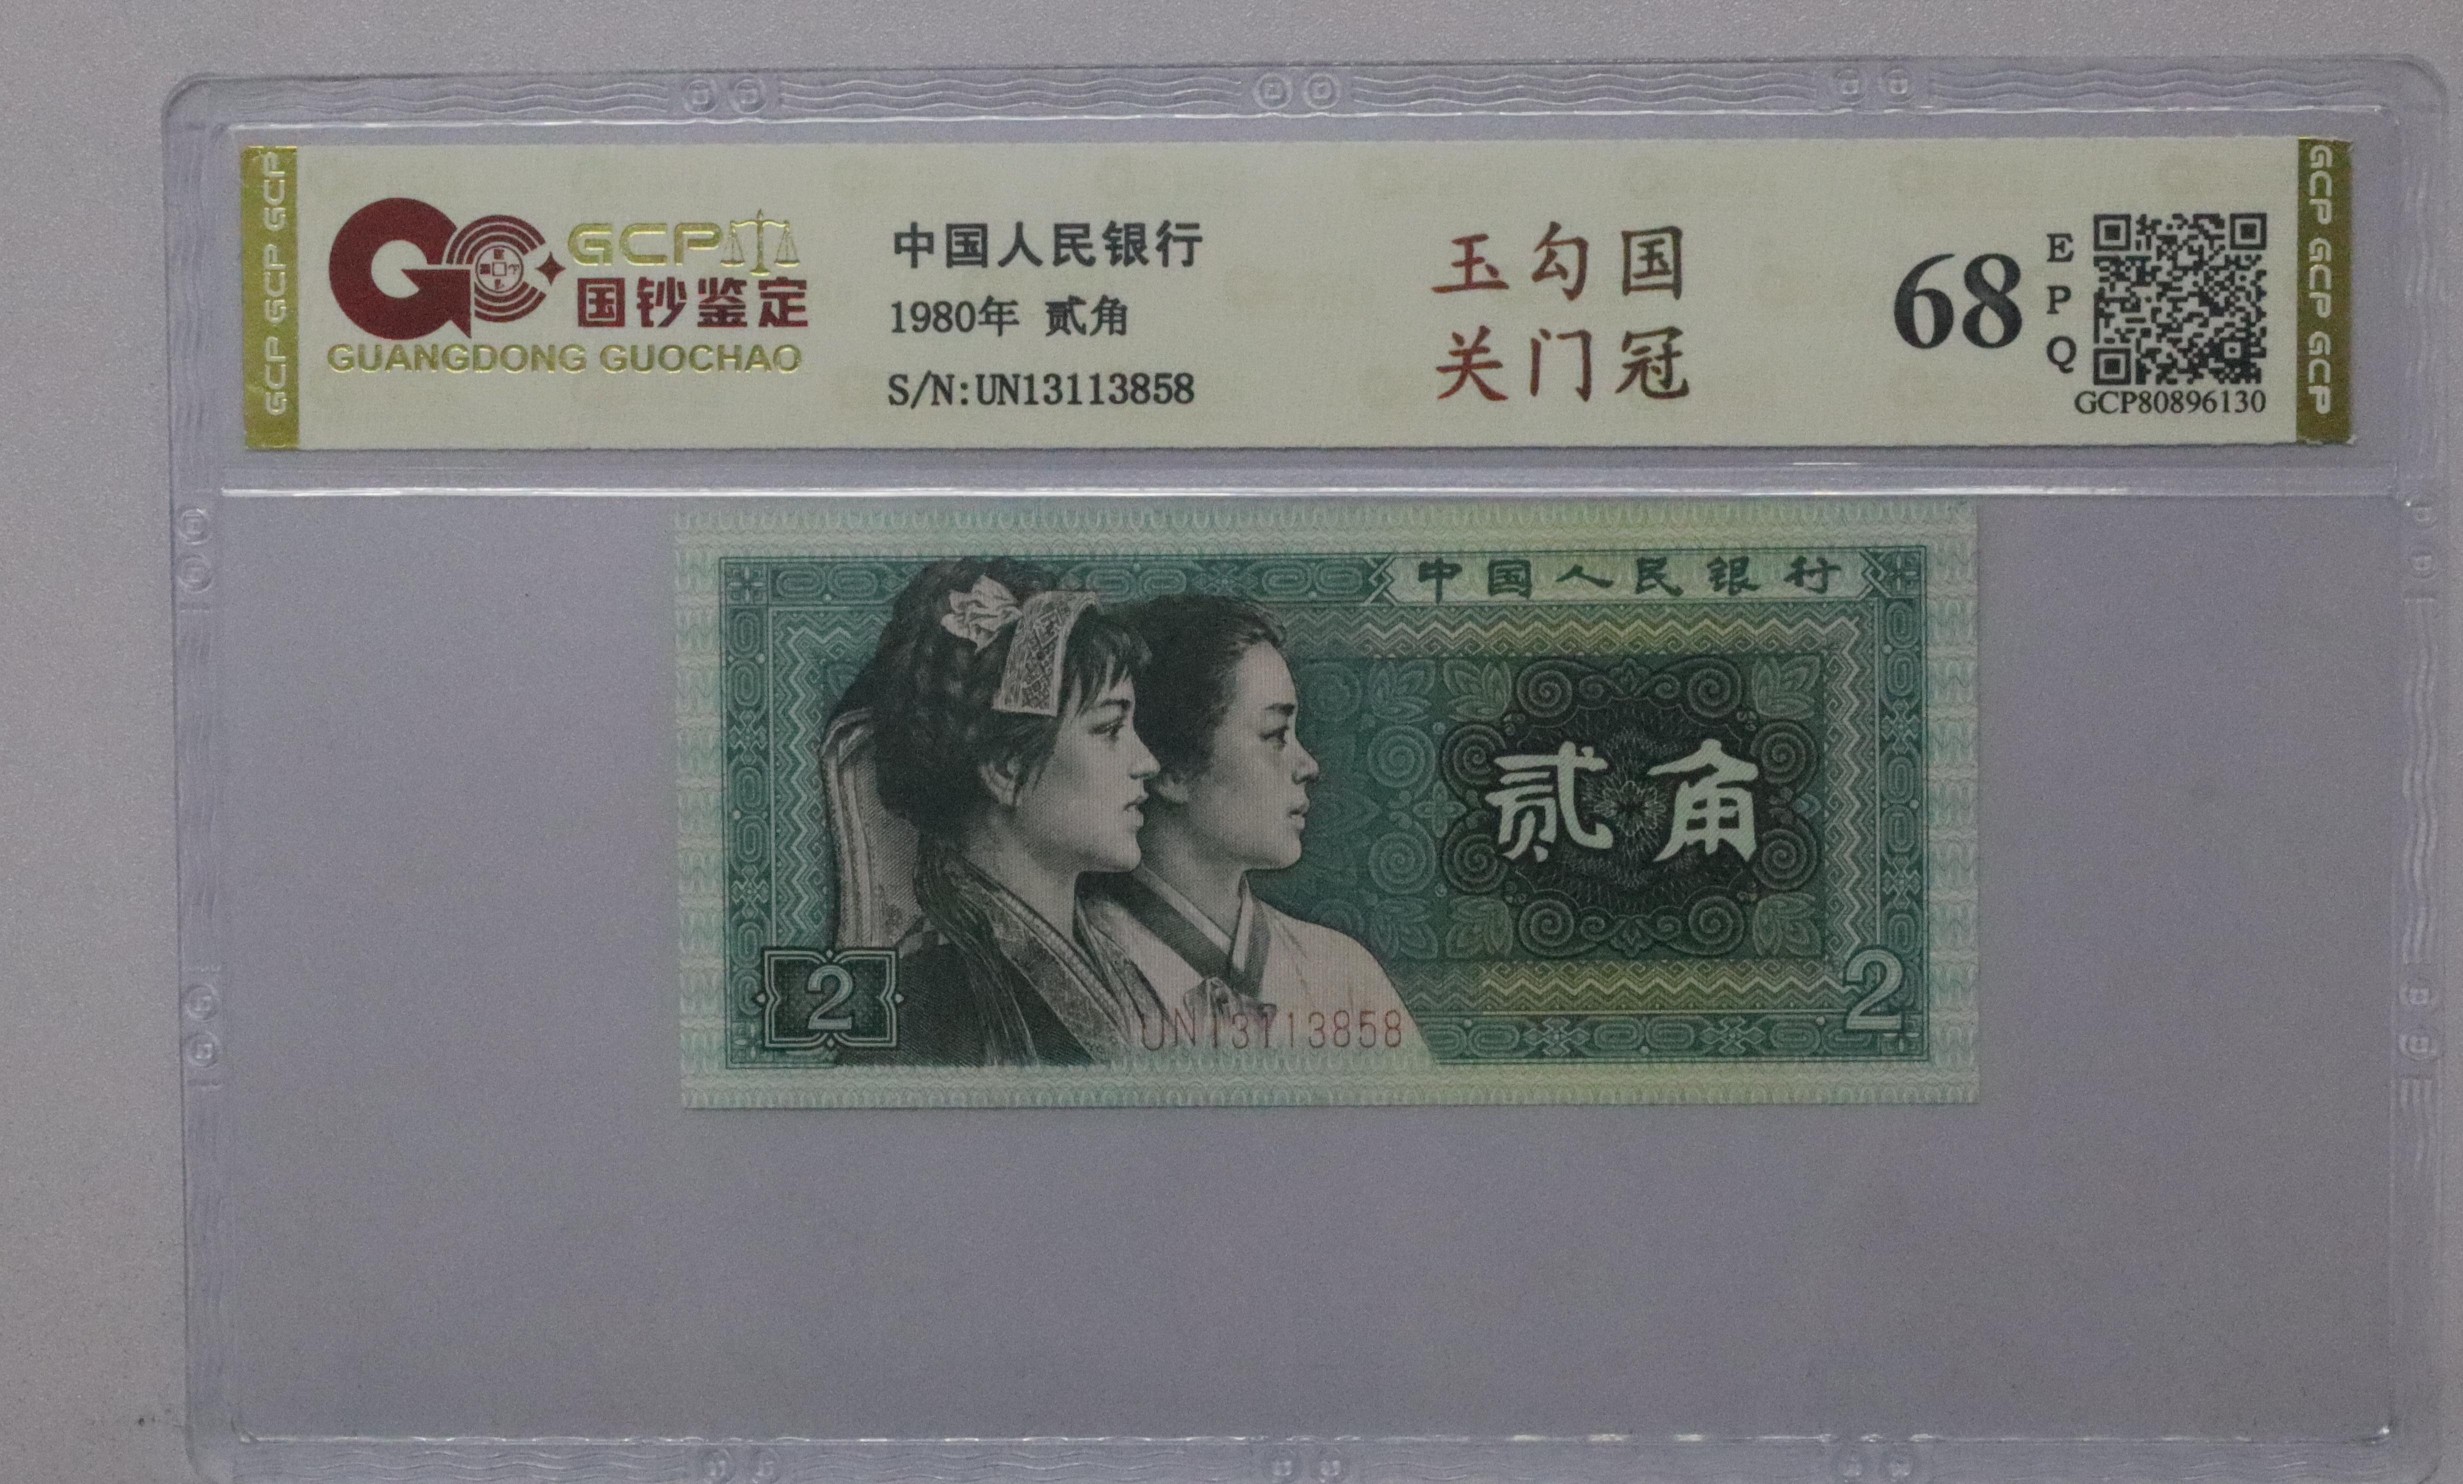 GCP GCP GCP
GCP
国钞鉴定
GUANGDONG GUOCHAO
中国人民银行
1980年 贰角
S/N:UN13113858
玉勾国
关门冠
68
EPQ
GCP80896130
GCP GCP GCP GCP
中国人民银行
贰角
2
2
UN13113858